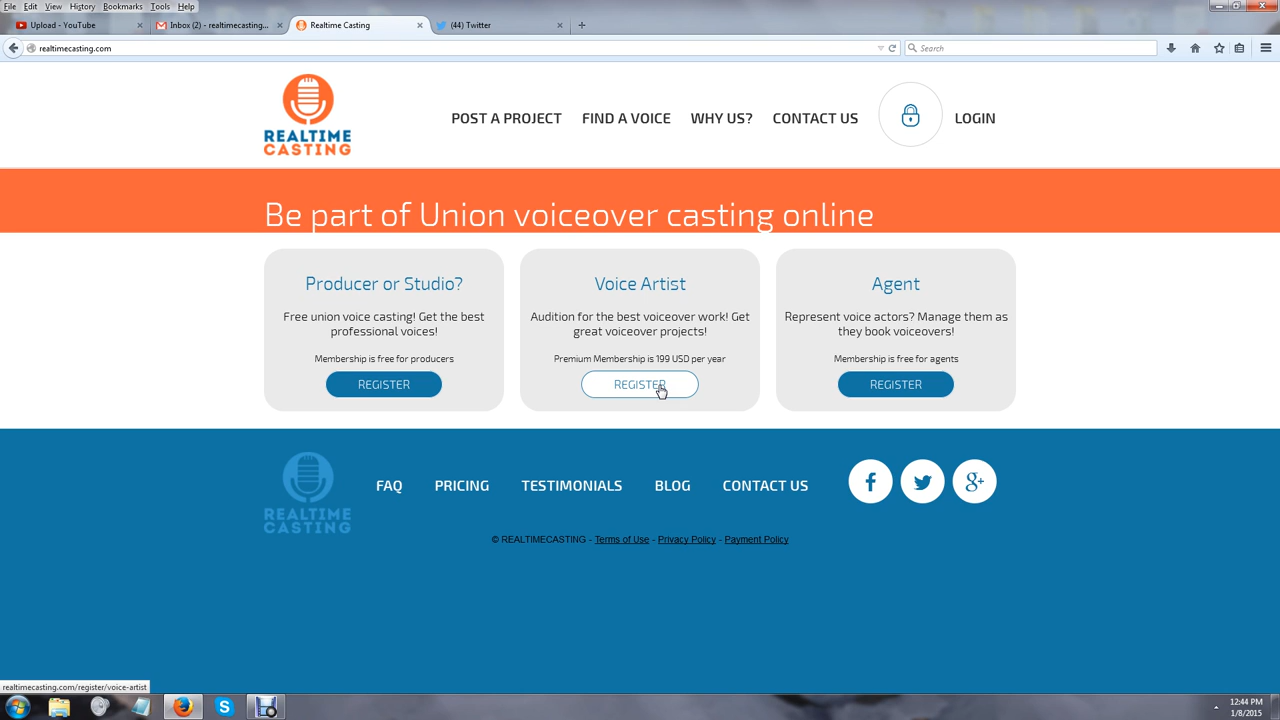 File Edit View History Bookmarks Tools Help
Upload - YouTube
Inbox (2) - realtimecasting...
Realtime Casting
(44) Twitter
realtimecasting.com
Search
REALTIME
CASTING
POST A PROJECT
FIND A VOICE
WHY US?
CONTACT US
LOGIN
Be part of Union voiceover casting online
Producer or Studio?
Free union voice casting! Get the best
professional voices!
Membership is free for producers
REGISTER
Voice Artist
Audition for the best voiceover work! Get
great voiceover projects!
Premium Membership is 199 USD per year
REGISTER
Agent
Represent voice actors? Manage them as
they book voiceovers!
Membership is free for agents
REGISTER
REALTIME
CASTING
FAQ
PRICING
TESTIMONIALS
BLOG
CONTACT US
© REALTIMECASTING - Terms of Use - Privacy Policy - Payment Policy
realtimecasting.com/register/voice-artist
12:44 PM
1/8/2015